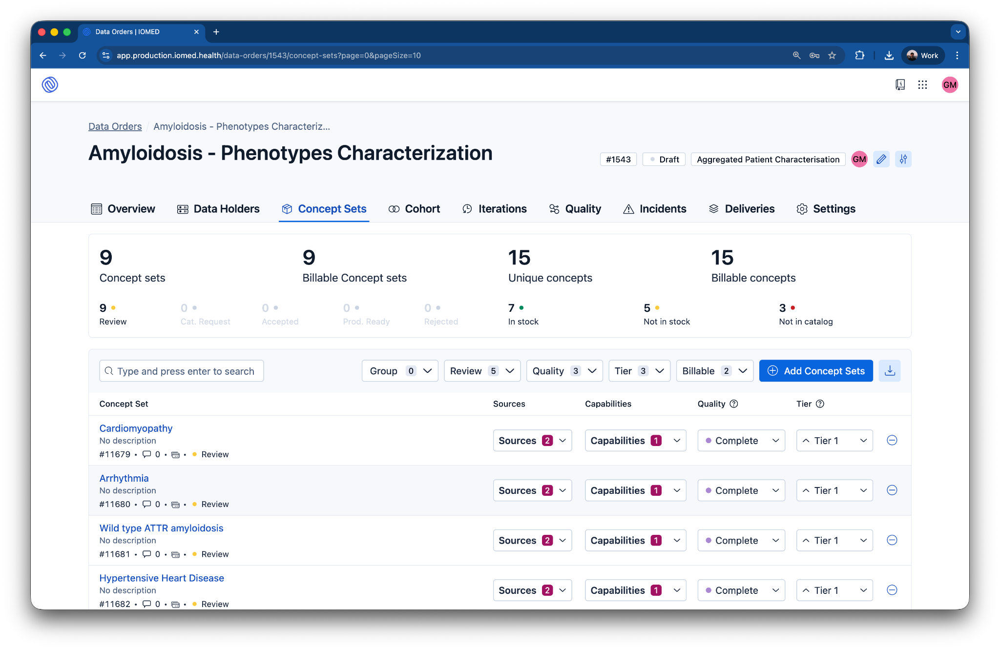 Data Orders | IOMED
app.production.iomed.health/data-orders/1543/concept-sets?page=0&pageSize=10
Work
GM
Data Orders / Amyloidosis - Phenotypes Characteriz...
Amyloidosis - Phenotypes Characterization
#1543 Draft Aggregated Patient Characterisation GM
Overview Data Holders Concept Sets Cohort Iterations Quality Incidents Deliveries Settings
9 9 15 15
Concept sets Billable Concept sets Unique concepts Billable concepts
9 0 0 0 0 7 5 3
Review Cat. Request Accepted Prod. Ready Rejected In stock Not in stock Not in catalog
Type and press enter to search Group 0 Review 5 Quality 3 Tier 3 Billable 2 Add Concept Sets
Concept Set Sources Capabilities Quality Tier
Cardiomyopathy
No description
Sources 2 Capabilities 1 Complete Tier 1
#11679 • 0 • • Review
Arrhythmia
No description
Sources 2 Capabilities 1 Complete Tier 1
#11680 • 0 • • Review
Wild type ATTR amyloidosis
No description
Sources 2 Capabilities 1 Complete Tier 1
#11681 • 0 • • Review
Hypertensive Heart Disease
No description
Sources 2 Capabilities 1 Complete Tier 1
#11682 • 0 • • Review